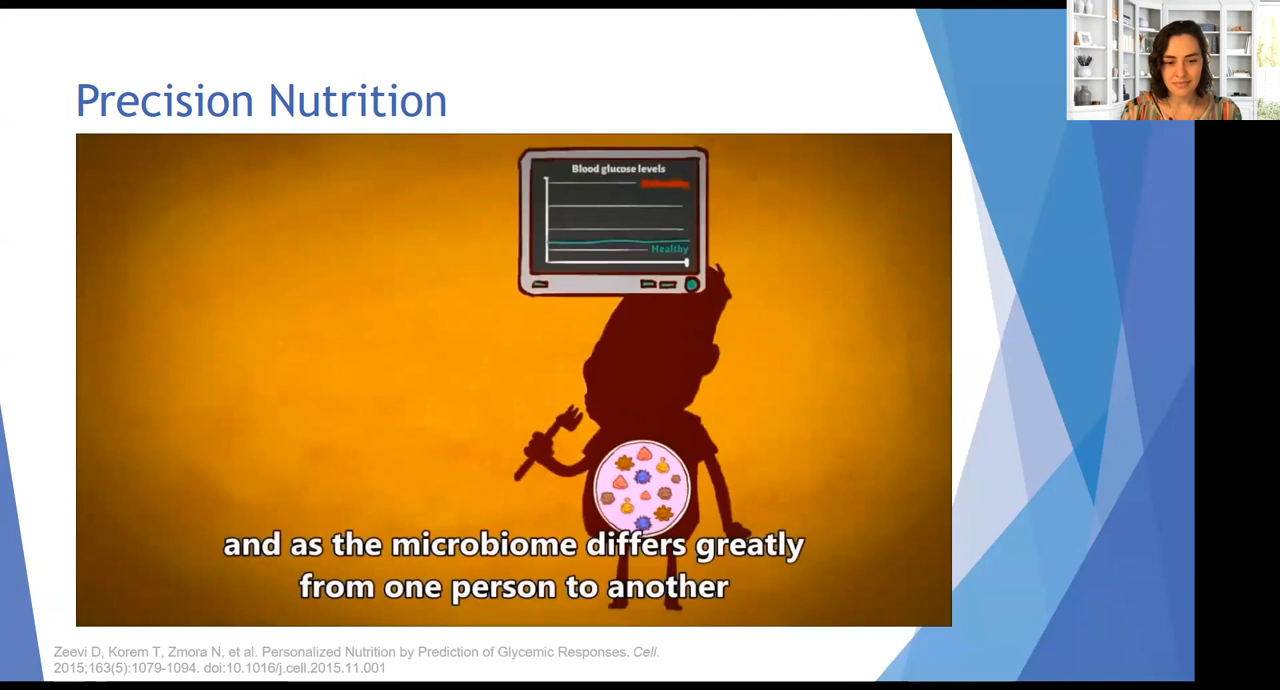 Precision Nutrition
Blood glucose levels
Healthy
and as the microbiome differs greatly
from one person to another
Zeevi D, Korem T, Zmora N, et al. Personalized Nutrition by Prediction of Glycemic Responses. Cell.
2015;163(5):1079-1094. doi:10.1016/j.cell.2015.11.001